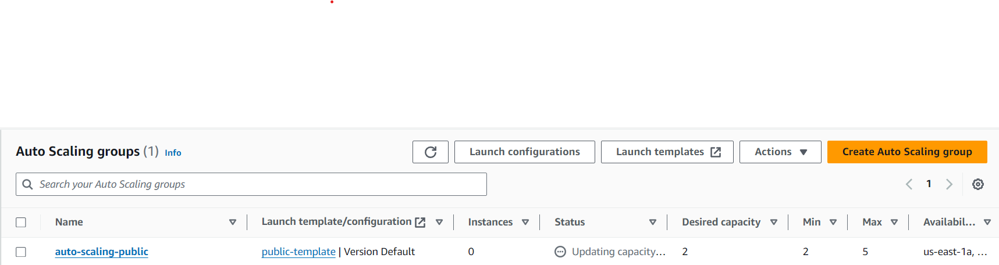 Auto Scaling groups (1) Info
Launch configurations
Launch templates
Actions
Create Auto Scaling group
Search your Auto Scaling groups
1
Name Launch template/configuration Instances Status Desired capacity Min Max Availabil...
auto-scaling-public public-template | Version Default 0 Updating capacity... 2 2 5 us-east-1a, ...